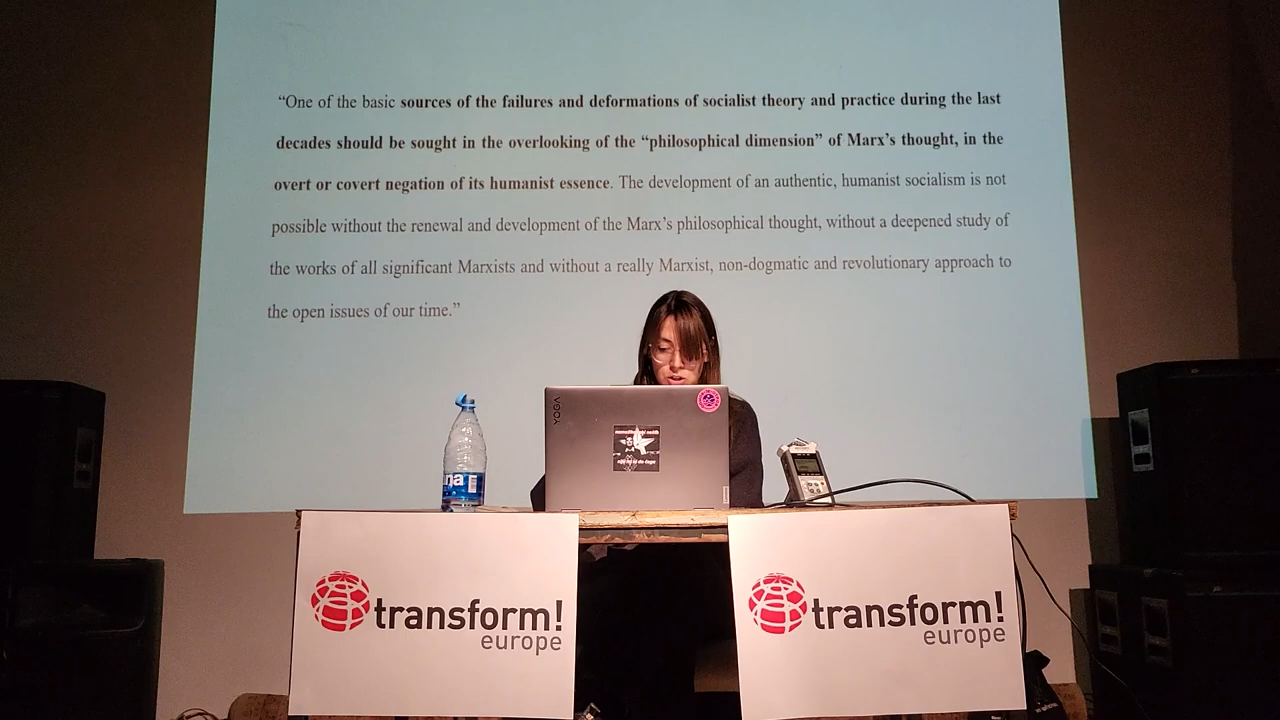 “One of the basic sources of the failures and deformations of socialist theory and practice during the last
decades should be sought in the overlooking of the “philosophical dimension” of Marx’s thought, in the
overt or covert negation of its humanist essence. The development of an authentic, humanist socialism is not
possible without the renewal and development of the Marx’s philosophical thought, without a deepened study of
the works of all significant Marxists and without a really Marxist, non-dogmatic and revolutionary approach to
the open issues of our time.”
YOGA
na
transform!
europe
transform!
europe